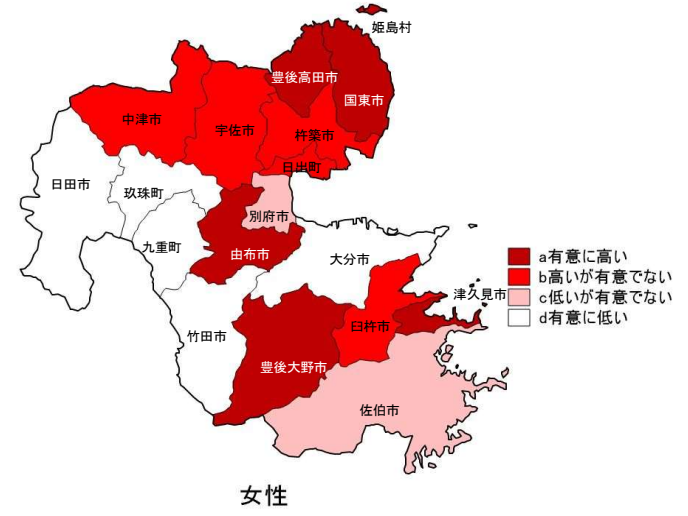 姫島村
豊後高田市
国東市
中津市
宇佐市
杵築市
日出町
日田市
玖珠町
別府市
九重町
由布市
大分市
a有意に高い
b高いが有意でない
c低いが有意でない
d有意に低い
津久見市
臼杵市
竹田市
豊後大野市
佐伯市
女性